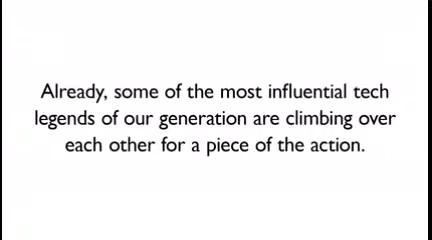 Already, some of the most influential tech
legends of our generation are climbing over
each other for a piece of the action.